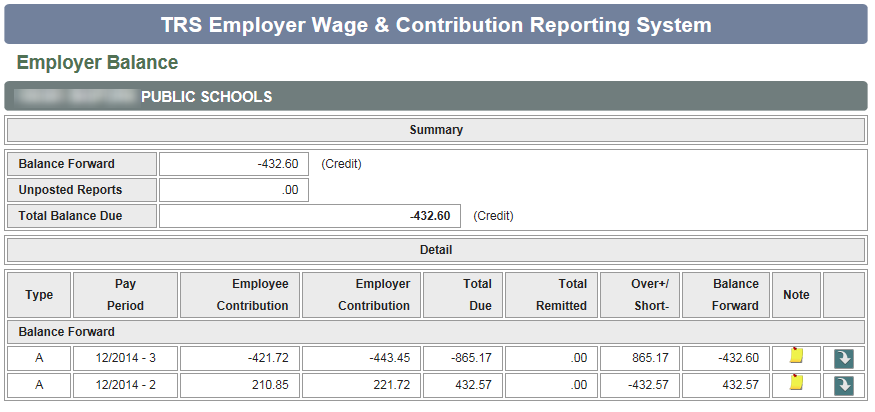 TRS Employer Wage & Contribution Reporting System
Employer Balance
PUBLIC SCHOOLS
Summary
Balance Forward -432.60 (Credit)
Unposted Reports .00
Total Balance Due -432.60 (Credit)
Detail
Type Pay Period Employee Contribution Employer Contribution Total Due Total Remitted Over+/ Short- Balance Forward Note
Balance Forward
A 12/2014 - 3 -421.72 -443.45 -865.17 .00 865.17 -432.60
A 12/2014 - 2 210.85 221.72 432.57 .00 -432.57 432.57